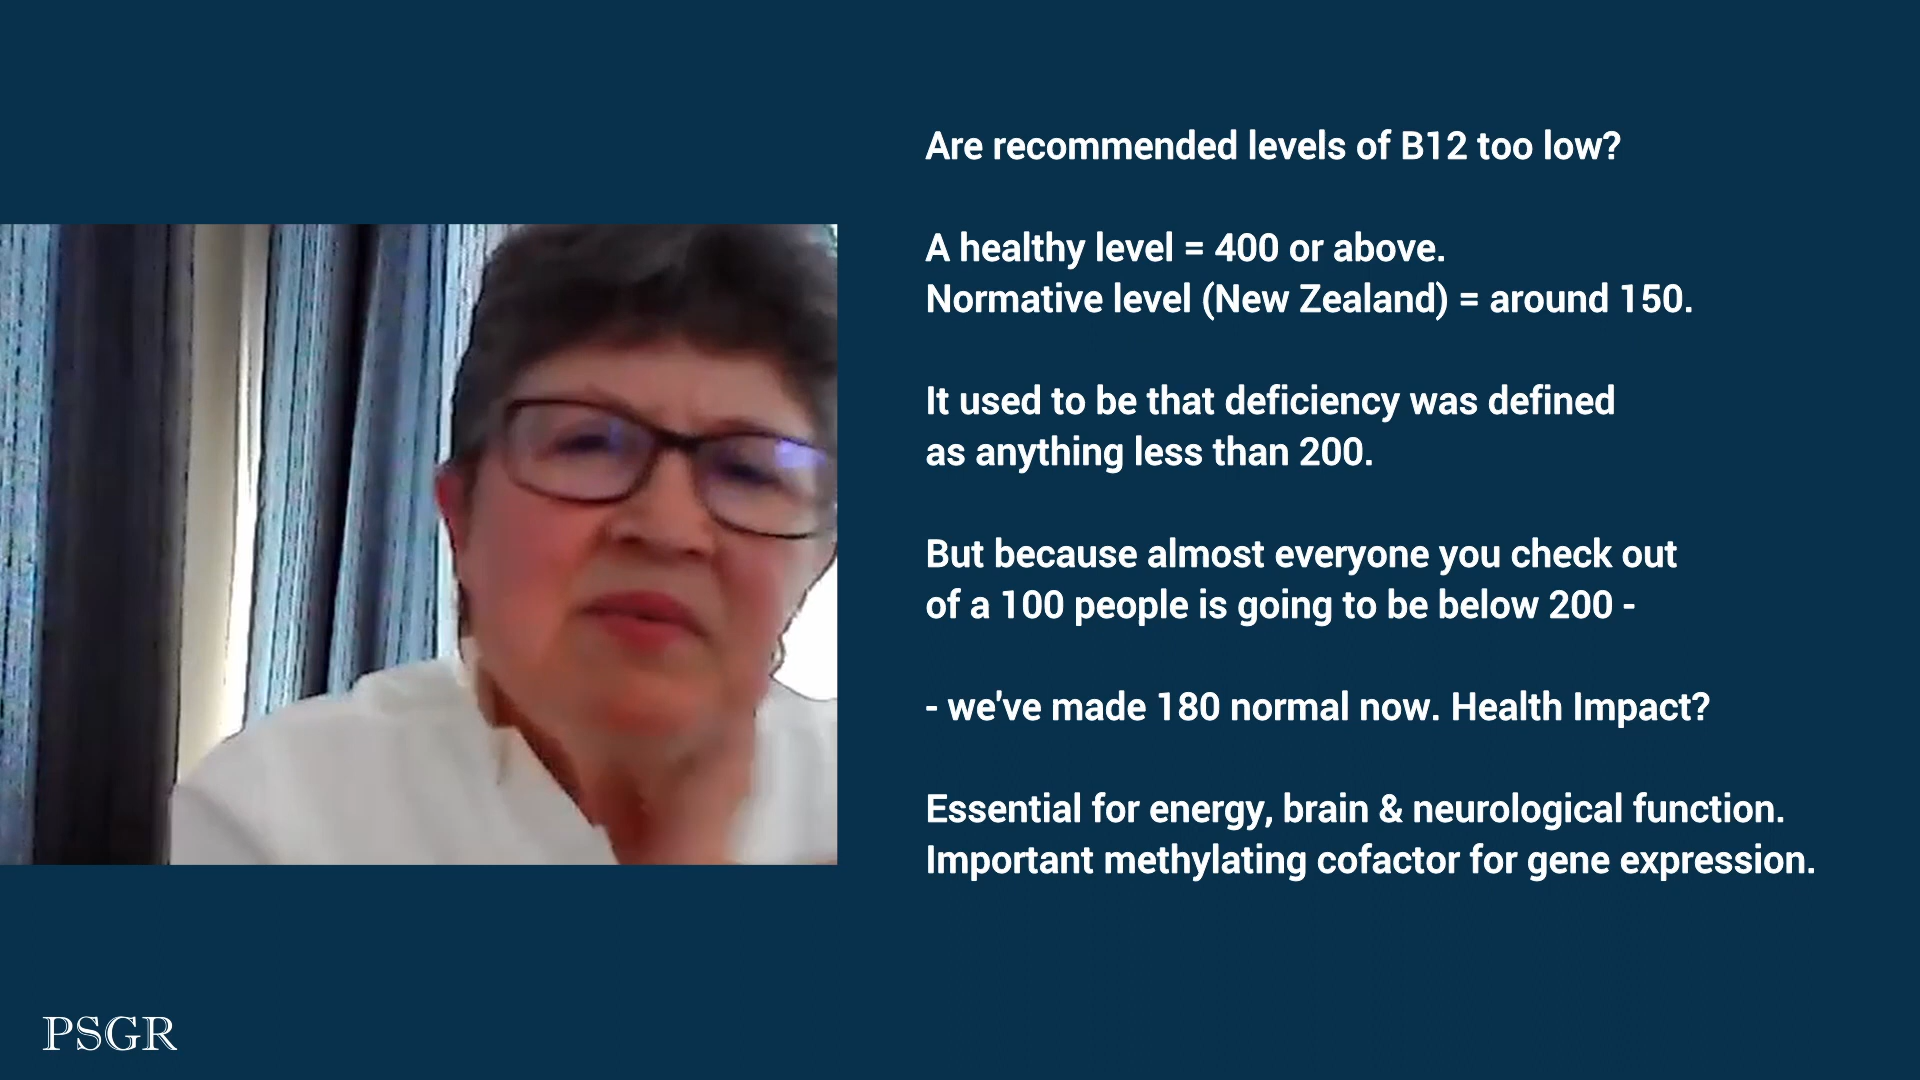 Are recommended levels of B12 too low?
A healthy level = 400 or above.
Normative level (New Zealand) = around 150.
It used to be that deficiency was defined
as anything less than 200.
But because almost everyone you check out
of a 100 people is going to be below 200 -
- we've made 180 normal now. Health Impact?
Essential for energy, brain & neurological function.
Important methylating cofactor for gene expression.
PSGR